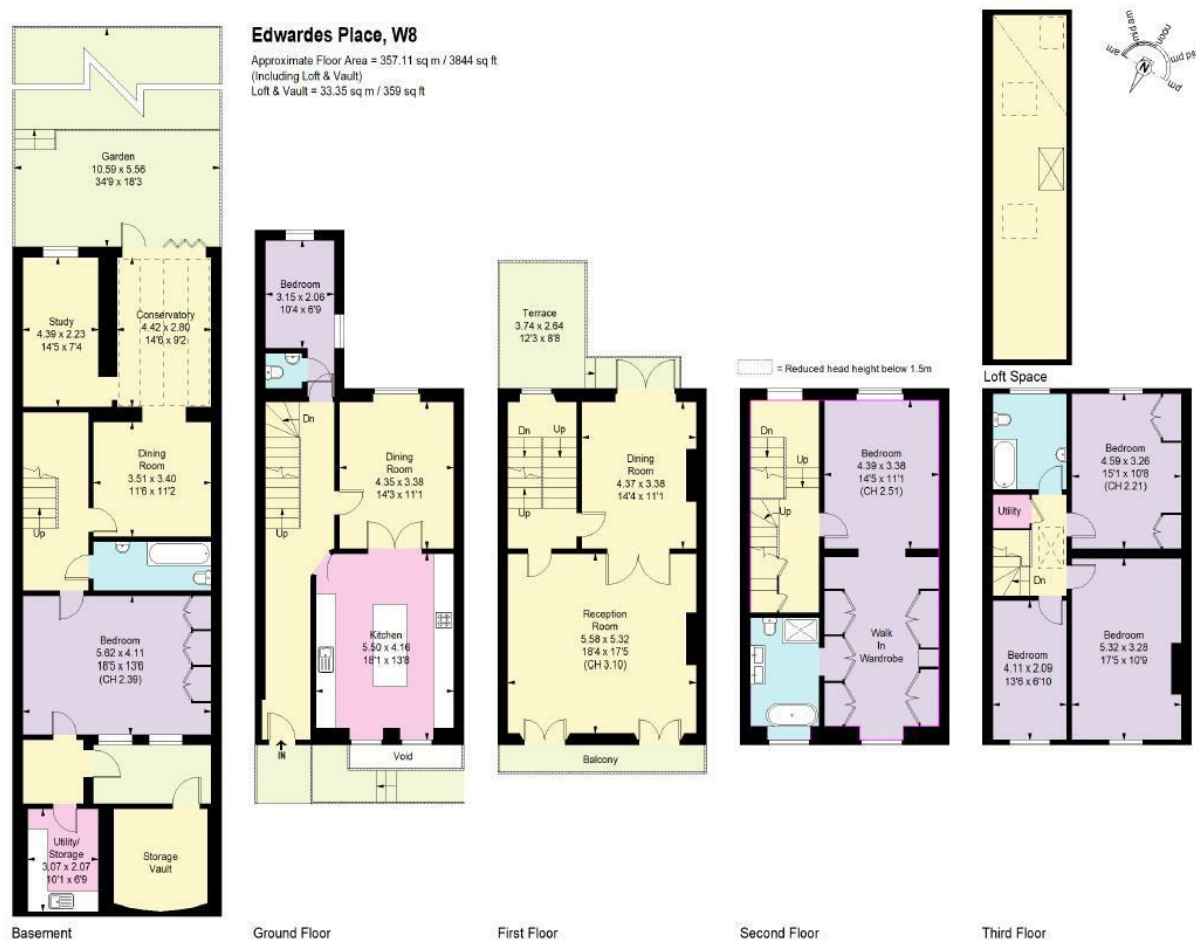 Edwardes Place, W8
Approximate Floor Area = 357.11 sq m / 3844 sq ft
(Including Loft & Vault)
Loft & Vault = 33.35 sq m / 359 sq ft
am
mid am
noon
mid pm
pm
N
Garden
10.59 x 5.56
34'9 x 18'3
Study
4.39 x 2.23
14'5 x 7'4
Conservatory
4.42 x 2.80
14'6 x 9'2
Dining
Room
3.51 x 3.40
11'6 x 11'2
Up
Bedroom
5.62 x 4.11
18'5 x 13'6
(CH 2.39)
Utility/
Storage
3.07 x 2.07
10'1 x 6'9
Storage
Vault
Basement
Bedroom
3.15 x 2.06
10'4 x 6'9
Dn
Dining
Room
4.35 x 3.38
14'3 x 11'1
Up
Kitchen
5.50 x 4.16
18'1 x 13'8
IN
Void
Ground Floor
Terrace
3.74 x 2.64
12'3 x 8'8
Dn
Up
Up
Dining
Room
4.37 x 3.38
14'4 x 11'1
Reception
Room
5.58 x 5.32
18'4 x 17'5
(CH 3.10)
Balcony
First Floor
= Reduced head height below 1.5m
Dn
Up
Up
Bedroom
4.39 x 3.38
14'5 x 11'1
(CH 2.51)
Walk
In
Wardrobe
Second Floor
Loft Space
Bedroom
4.59 x 3.26
15'1 x 10'8
(CH 2.21)
Utility
Dn
Bedroom
4.11 x 2.09
13'6 x 6'10
Bedroom
5.32 x 3.28
17'5 x 10'9
Third Floor